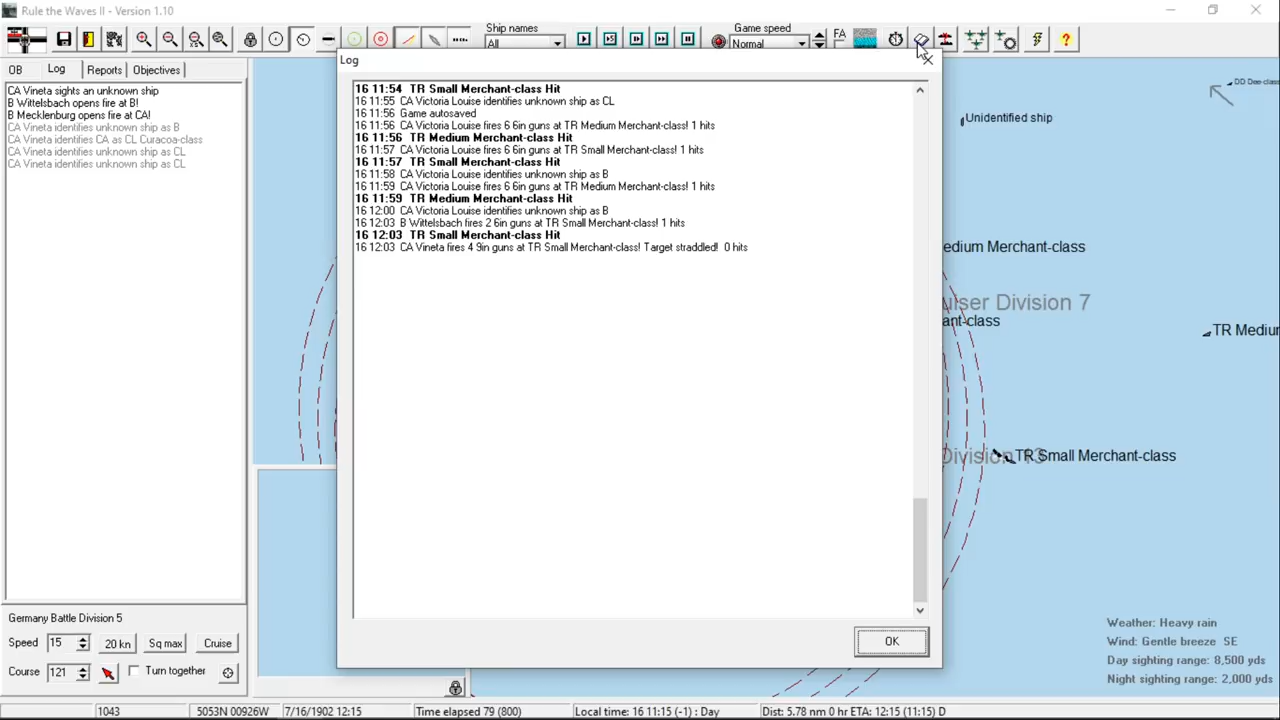 Rule the Waves II - Version 1.10
Ship names
All
Game speed
Normal
FA
OB
Log
Reports
Objectives
CA Vineta sights an unknown ship
B Wittelsbach opens fire at B!
B Mecklenburg opens fire at CA!
CA Vineta identifies unknown ship as B
CA Vineta identifies CA as CL Curacoa-class
CA Vineta identifies unknown ship as CL
CA Vineta identifies unknown ship as CL
Log
16 11:54 TR Small Merchant-class Hit
16 11:55 CA Victoria Louise identifies unknown ship as CL
16 11:56 Game autosaved
16 11:56 CA Victoria Louise fires 6 6in guns at TR Medium Merchant-class! 1 hits
16 11:56 TR Medium Merchant-class Hit
16 11:57 CA Victoria Louise fires 6 6in guns at TR Small Merchant-class! 1 hits
16 11:57 TR Small Merchant-class Hit
16 11:58 CA Victoria Louise identifies unknown ship as B
16 11:59 CA Victoria Louise fires 6 6in guns at TR Medium Merchant-class! 1 hits
16 11:59 TR Medium Merchant-class Hit
16 12:00 CA Victoria Louise identifies unknown ship as B
16 12:03 B Wittelsbach fires 2 6in guns at TR Small Merchant-class! 1 hits
16 12:03 TR Small Merchant-class Hit
16 12:03 CA Vineta fires 4 9in guns at TR Small Merchant-class! Target straddled! 0 hits
OK
DD Dee-class
Unidentified ship
edium Merchant-class
uiser Division 7
ant-class
TR Medium
Division 13
TR Small Merchant-class
Germany Battle Division 5
Speed 15 20 kn Sq max Cruise
Course 121 Turn together
Weather: Heavy rain
Wind: Gentle breeze SE
Day sighting range: 8,500 yds
Night sighting range: 2,000 yds
1043
5053N 00926W
7/16/1902 12:15
Time elapsed 79 (800)
Local time: 16 11:15 (-1) : Day
Dist: 5.78 nm 0 hr ETA: 12:15 (11:15) D